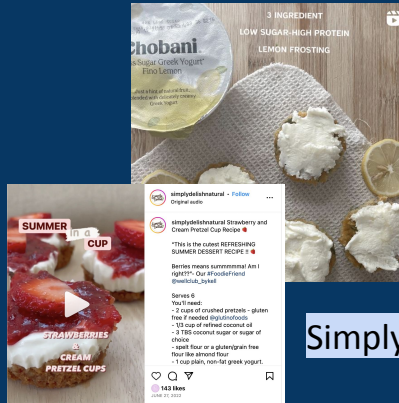 3 INGREDIENT
LOW SUGAR-HIGH PROTEIN
LEMON FROSTING
Chobani
Sugar Greek Yogurt
Fino Lemon
Greek Yogurt
SUMMER
in a
CUP
STRAWBERRIES
&
CREAM
PRETZEL CUPS
simplydelishnatural • Follow
Original audio
simplydelishnatural Strawberry and
Cream Pretzel Cup Recipe
"This is the cutest REFRESHING
SUMMER DESSERT RECIPE !!
Berries means summmmma! Am I
right??"- Our #FoodieFriend
@wellclub_bykell
Serves 6
You'll need:
- 2 cups of crushed pretzels - gluten
free if needed @glutinofoods
- 1/3 cup of refined coconut oil
- 3 TBS coconut sugar or sugar of
choice
- spelt flour or a gluten/grain free
flour like almond flour
- 1 cup plain, non-fat greek yogurt.
143 likes
JUNE 27, 2022
Simply